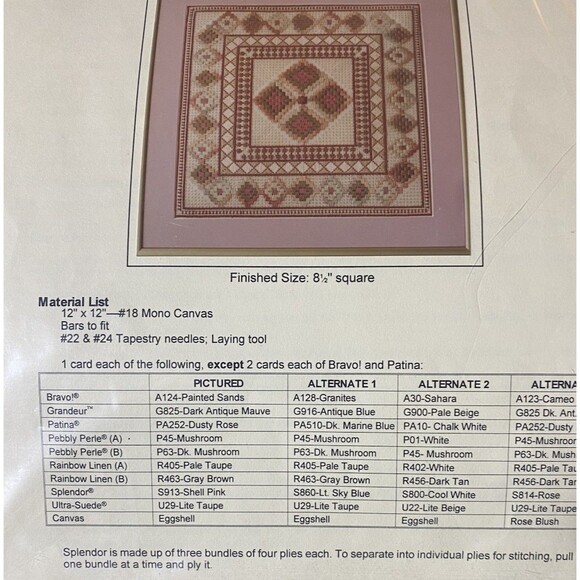 Finished Size: 8½" square
Material List
12" x 12"—#18 Mono Canvas
Bars to fit
#22 & #24 Tapestry needles; Laying tool
1 card each of the following, except 2 cards each of Bravo! and Patina:
PICTURED ALTERNATE 1 ALTERNATE 2 ALTERNA
Bravo!® A124-Painted Sands A128-Granites A30-Sahara A123-Cameo
Grandeur™ G825-Dark Antique Mauve G916-Antique Blue G900-Pale Beige G825 Dk. Ant.
Patina® PA252-Dusty Rose PA510-Dk. Marine Blue PA10- Chalk White PA252-Dusty
Pebbly Perle® (A) P45-Mushroom P45-Mushroom P01-White P45-Mushroor
Pebbly Perle® (B) P63-Dk. Mushroom P63-Dk. Mushroom P45- Mushroom P63-Dk. Mush
Rainbow Linen (A) R405-Pale Taupe R405-Pale Taupe R402-White R405-Pale Tau
Rainbow Linen (B) R463-Gray Brown R463-Gray Brown R456-Dark Tan R456-Dark Tan
Splendor® S913-Shell Pink S860-Lt. Sky Blue S800-Cool White S814-Rose
Ultra-Suede® U29-Lite Taupe U29-Lite Taupe U22-Lite Beige U29-Lite Taupe
Canvas Eggshell Eggshell Eggshell Rose Blush
Splendor is made up of three bundles of four plies each. To separate into individual plies for stitching, pull
one bundle at a time and ply it.